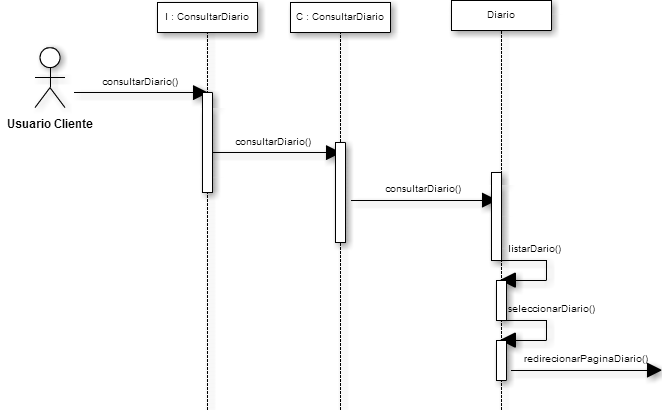 I : ConsultarDiario
C : ConsultarDiario
Diario
consultarDiario()
Usuario Cliente
consultarDiario()
consultarDiario()
listarDario()
seleccionarDiario()
redirecionarPaginaDiario()